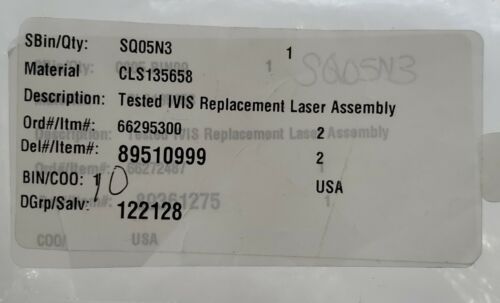 SBin/Qty: SQ05N3 1
SQ05N3
Material CLS135658
Description: Tested IVIS Replacement Laser Assembly
Ord#/Itm#: 66295300 2
Del#/Item#: 89510999 2
BIN/COO: 10 USA
DGrp/Salv: 122128
COO/ USA